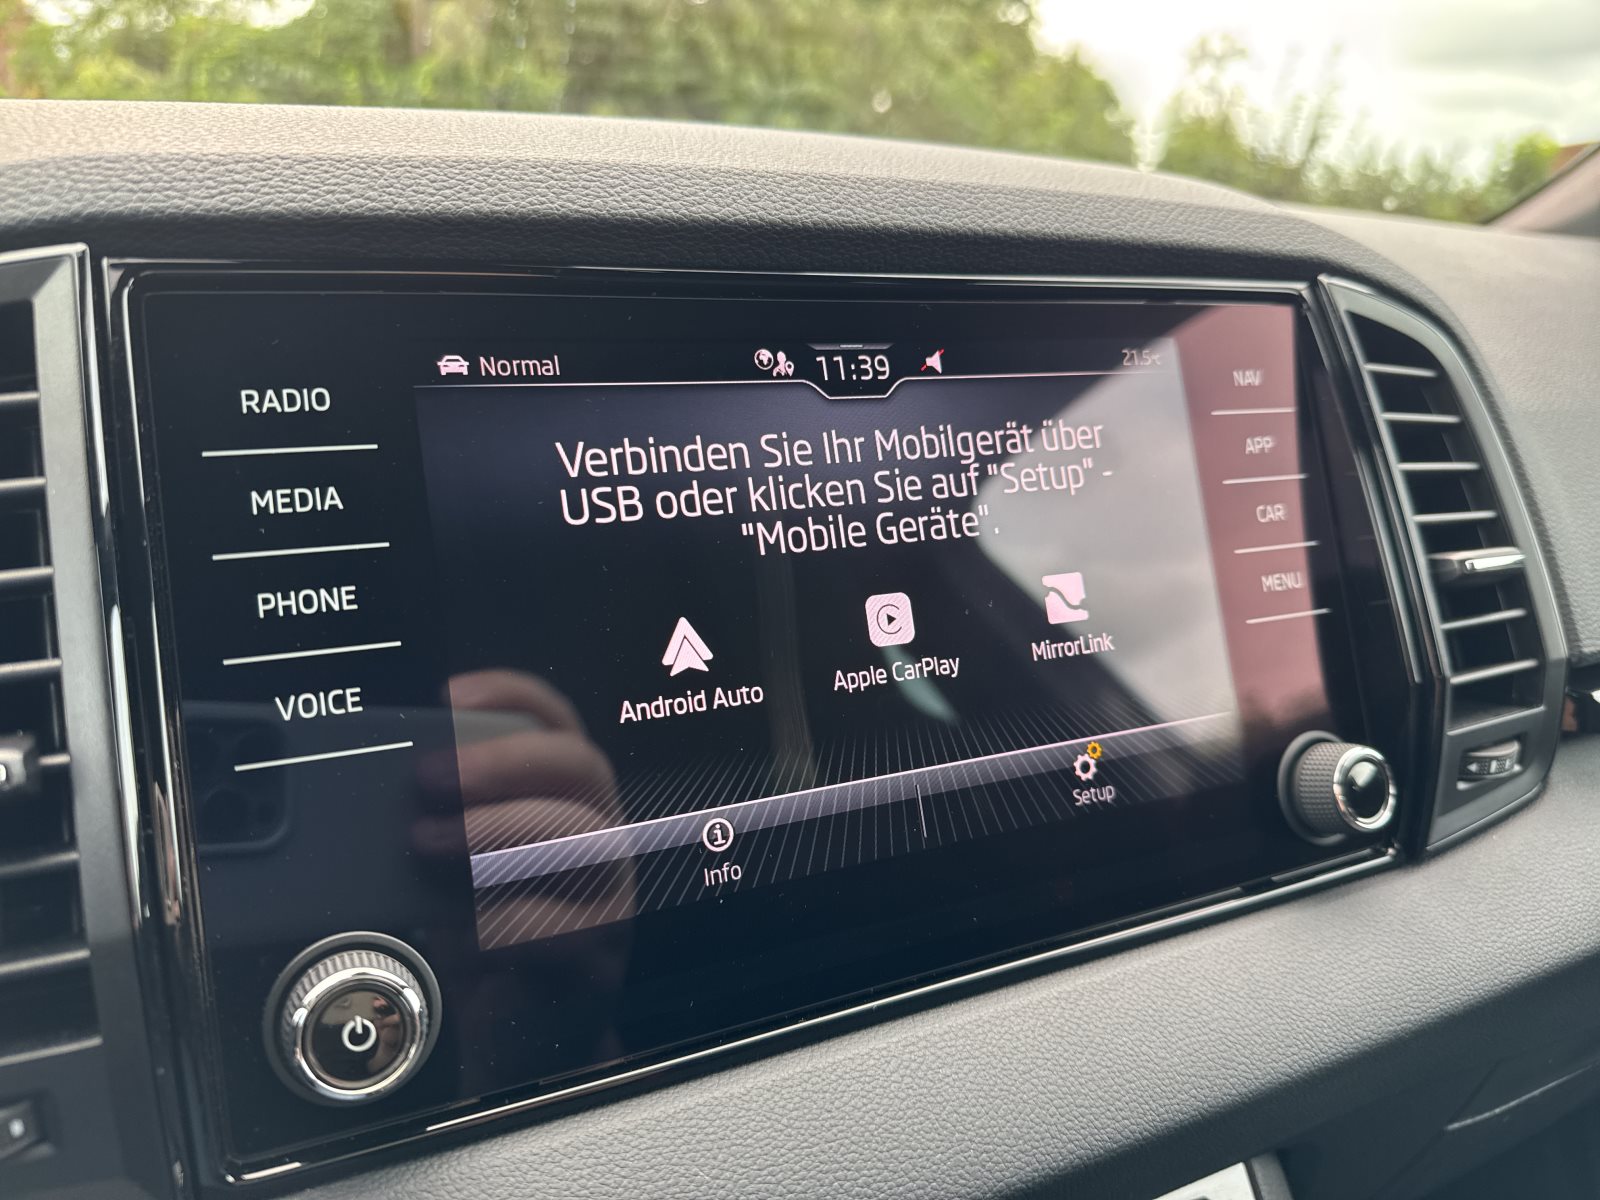 Normal
11:39
21.5°C
RADIO
MEDIA
PHONE
VOICE
Verbinden Sie Ihr Mobilgerät über
USB oder klicken Sie auf "Setup" -
"Mobile Geräte".
Android Auto
Apple CarPlay
MirrorLink
Info
Setup
NAV
APP
CAR
MENU